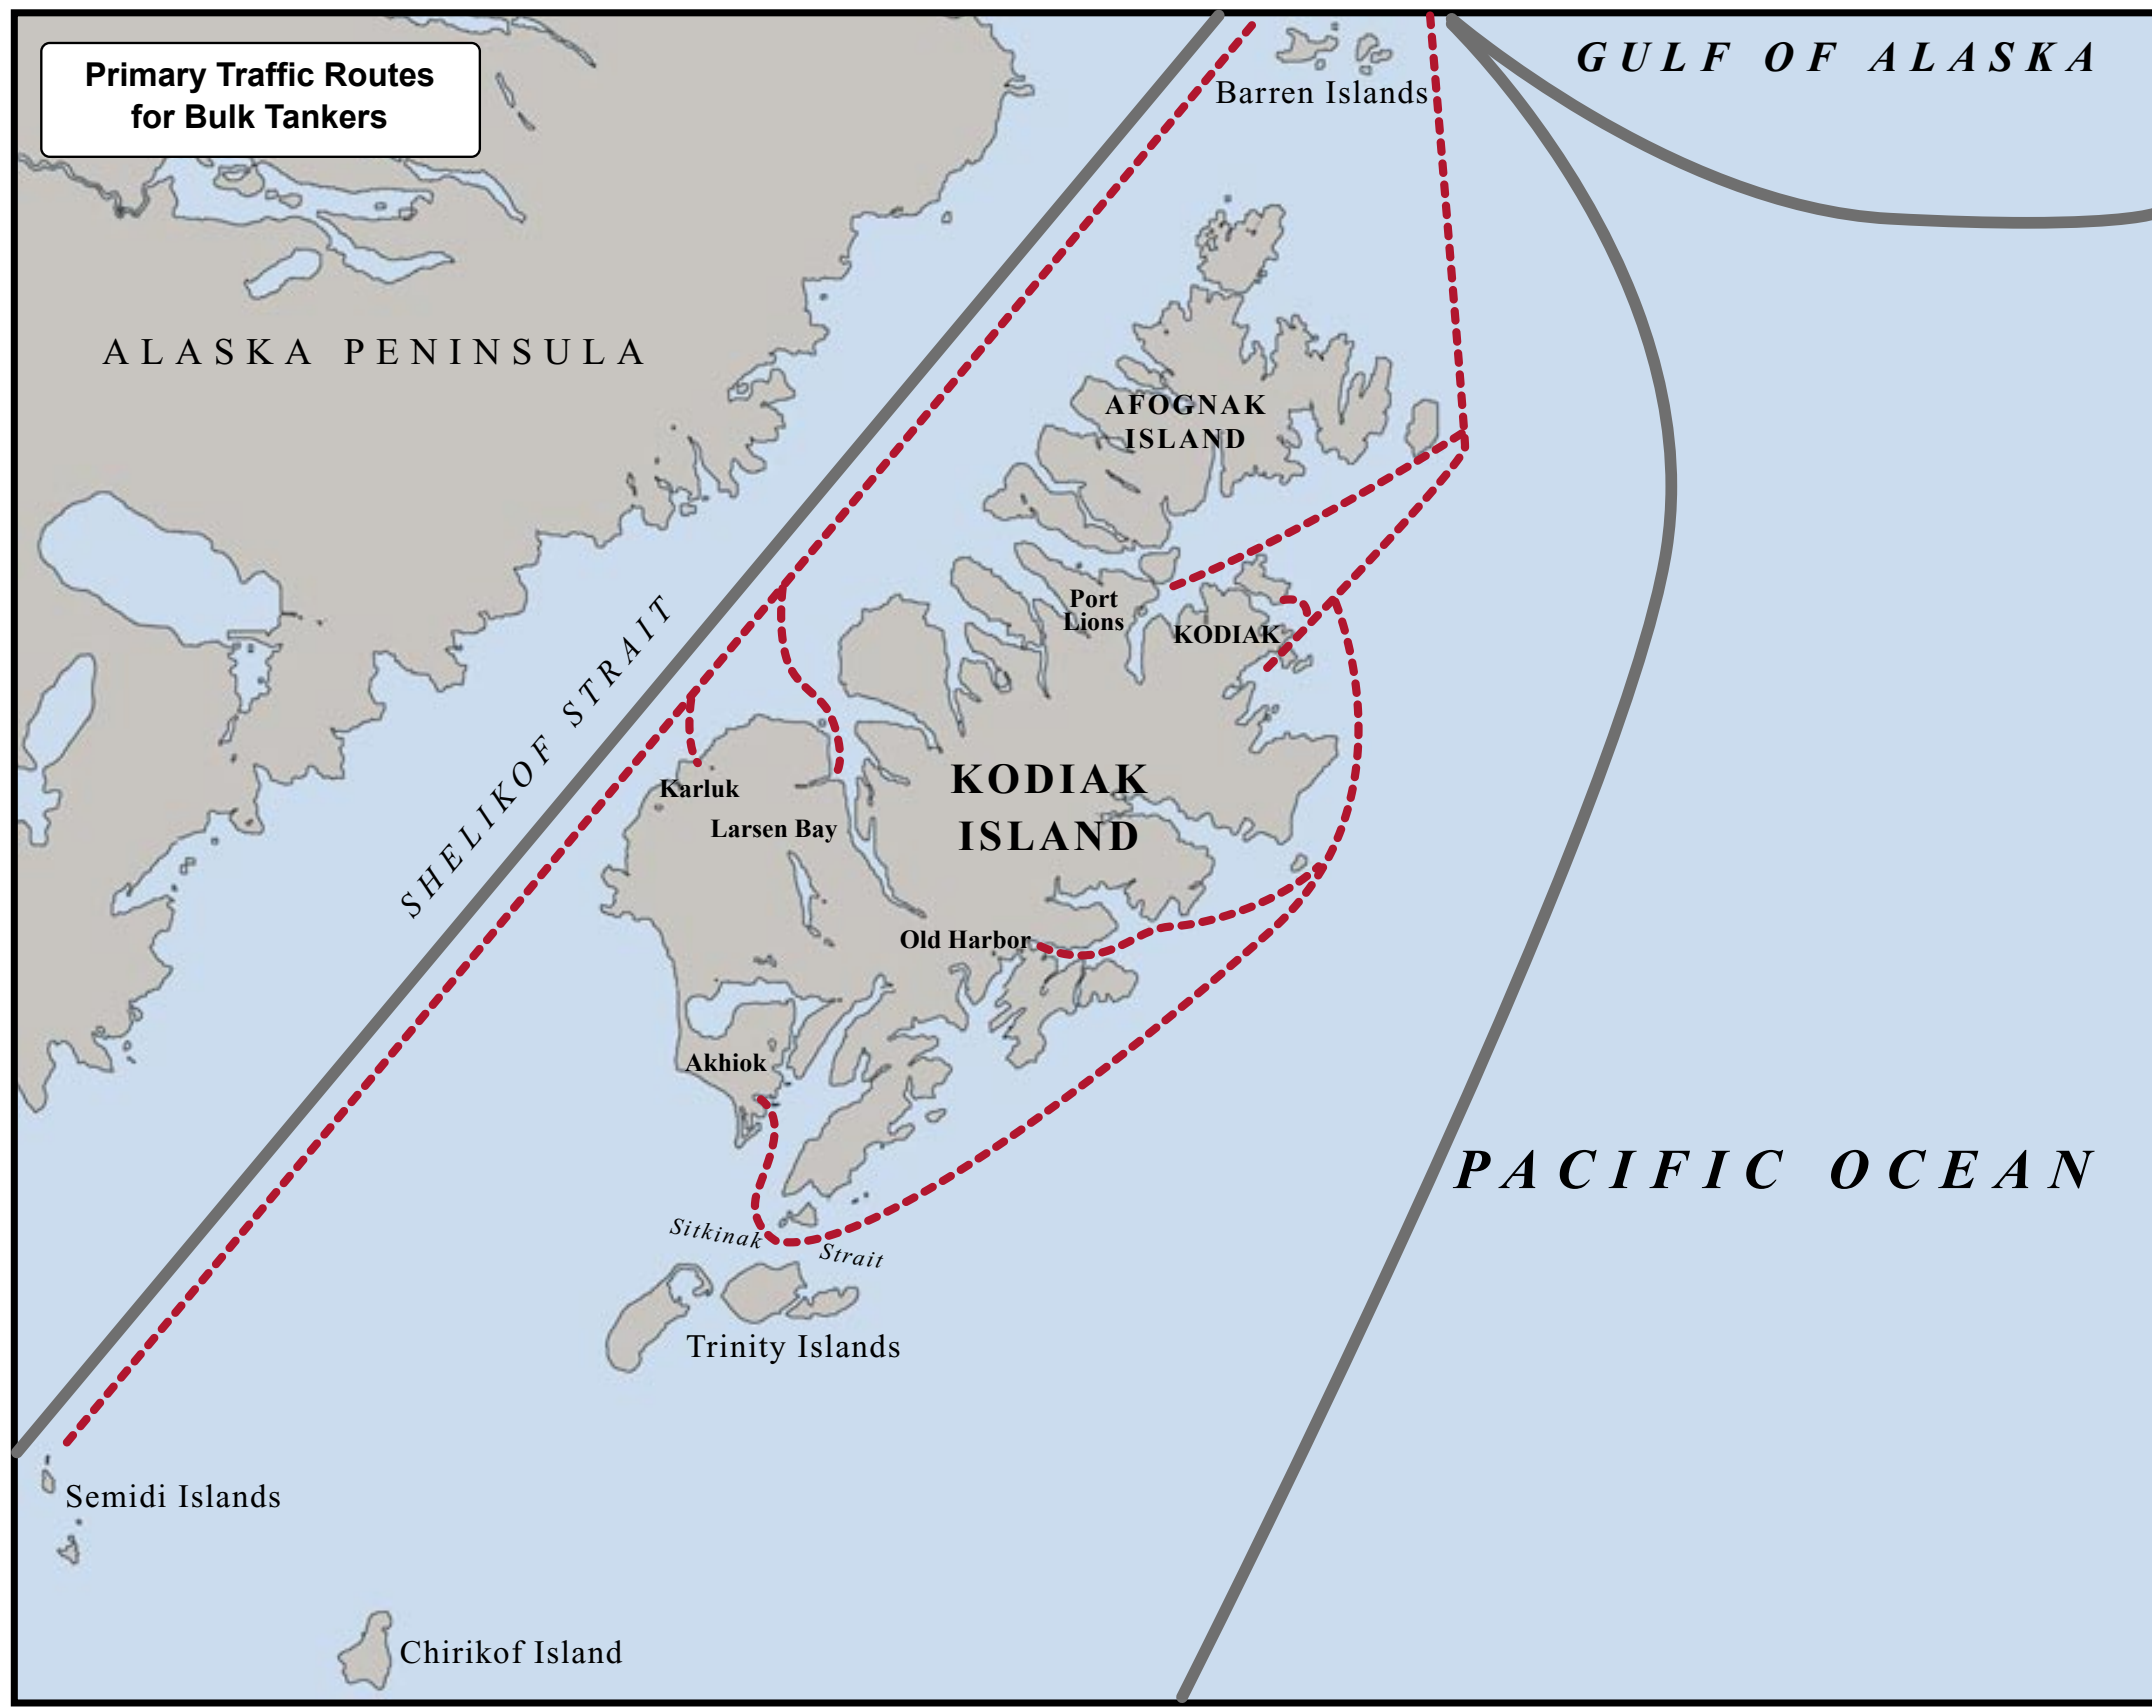 Primary Traffic Routes
for Bulk Tankers
GULF OF ALASKA
Barren Islands
ALASKA PENINSULA
AFOGNAK
ISLAND
Port
Lions
KODIAK
SHELIKOF STRAIT
Karluk
KODIAK
ISLAND
Larsen Bay
Old Harbor
Akhiok
PACIFIC OCEAN
Sitkinak Strait
Trinity Islands
Semidi Islands
Chirikof Island